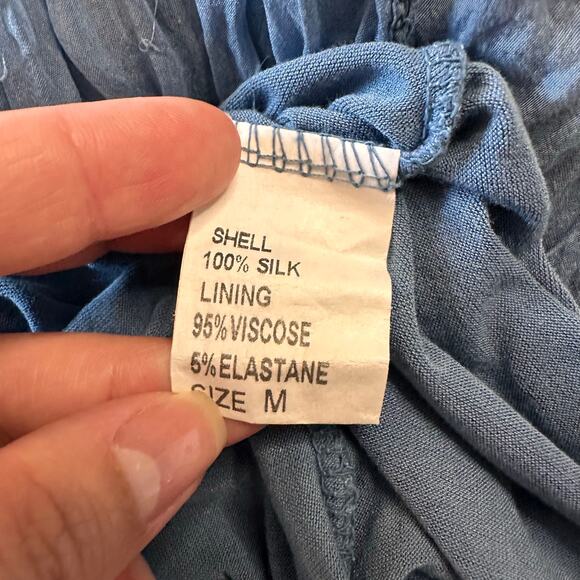 SHELL
100% SILK
LINING
95%VISCOSE
5%ELASTANE
SIZE M